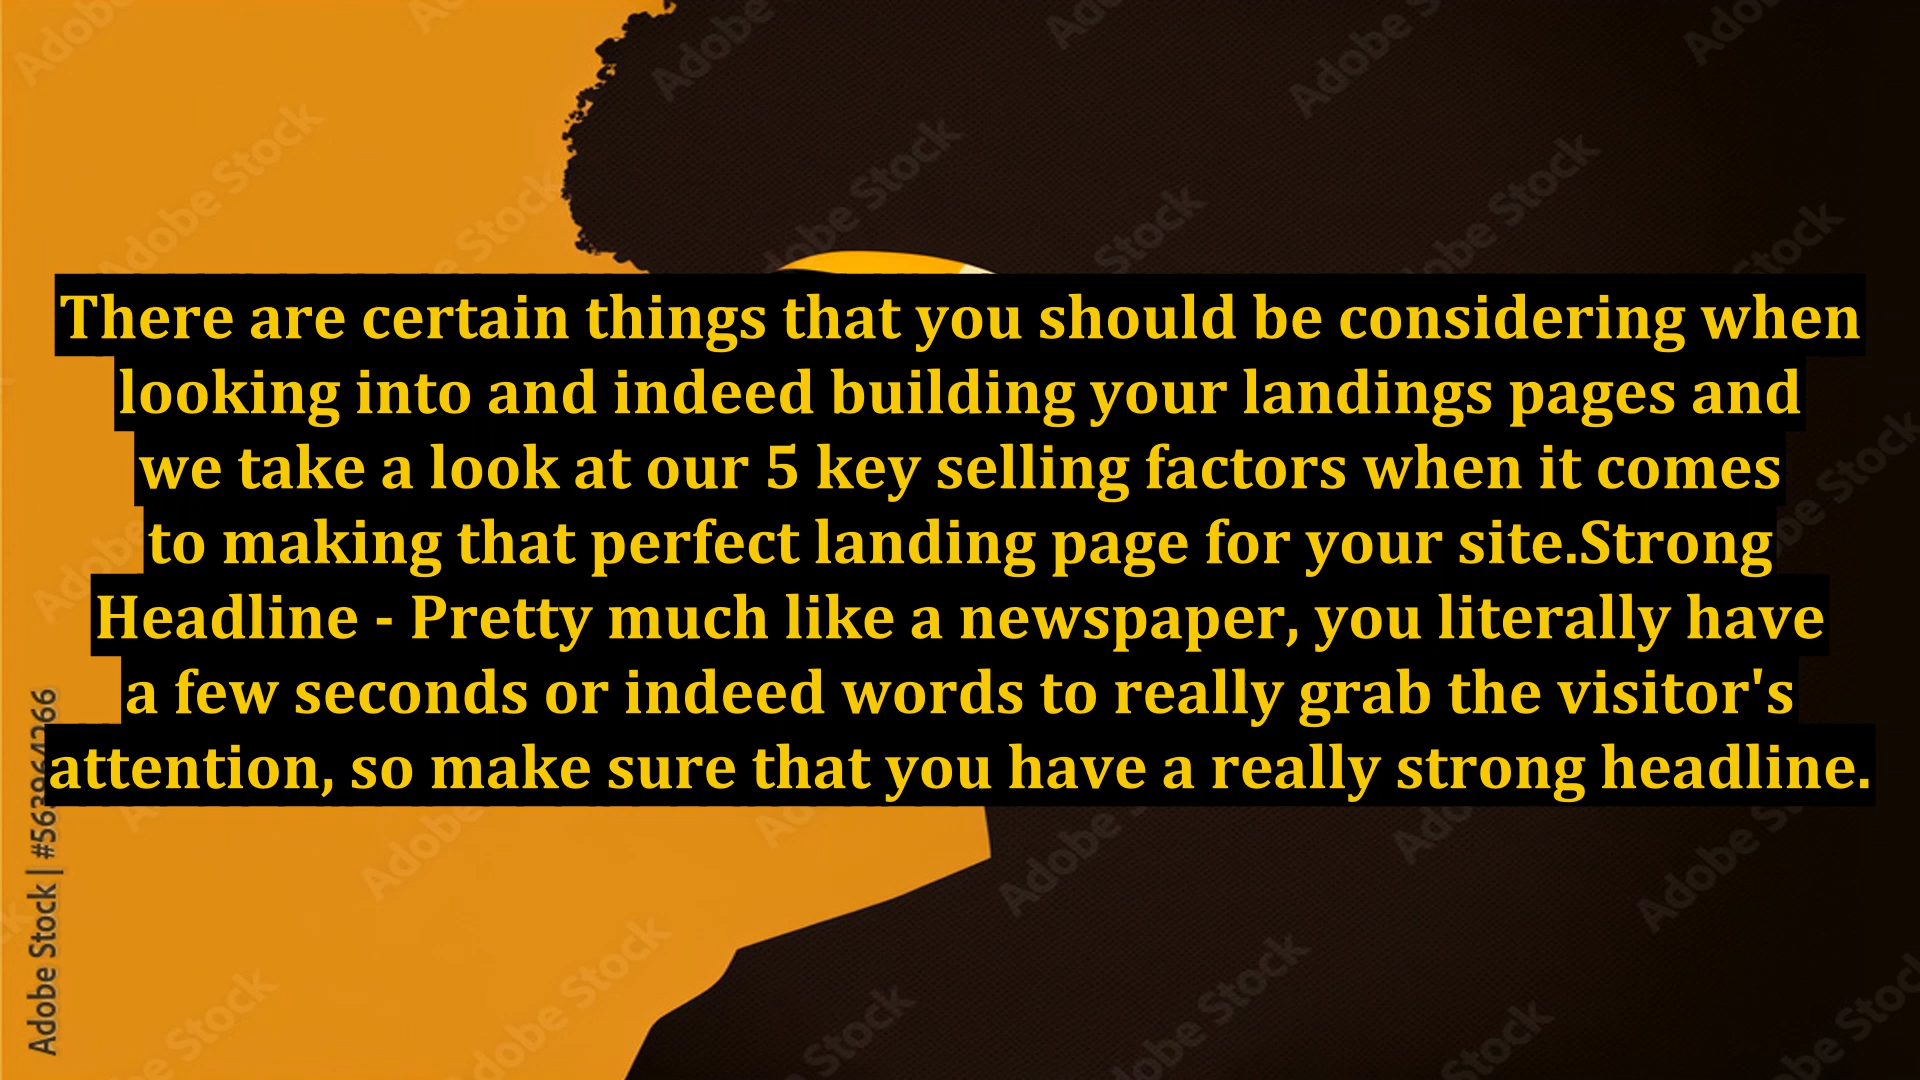 There are certain things that you should be considering when
looking into and indeed building your landings pages and
we take a look at our 5 key selling factors when it comes
to making that perfect landing page for your site.Strong
Headline - Pretty much like a newspaper, you literally have
a few seconds or indeed words to really grab the visitor's
attention, so make sure that you have a really strong headline.
Adobe Stock | #563964266
Adobe Stock